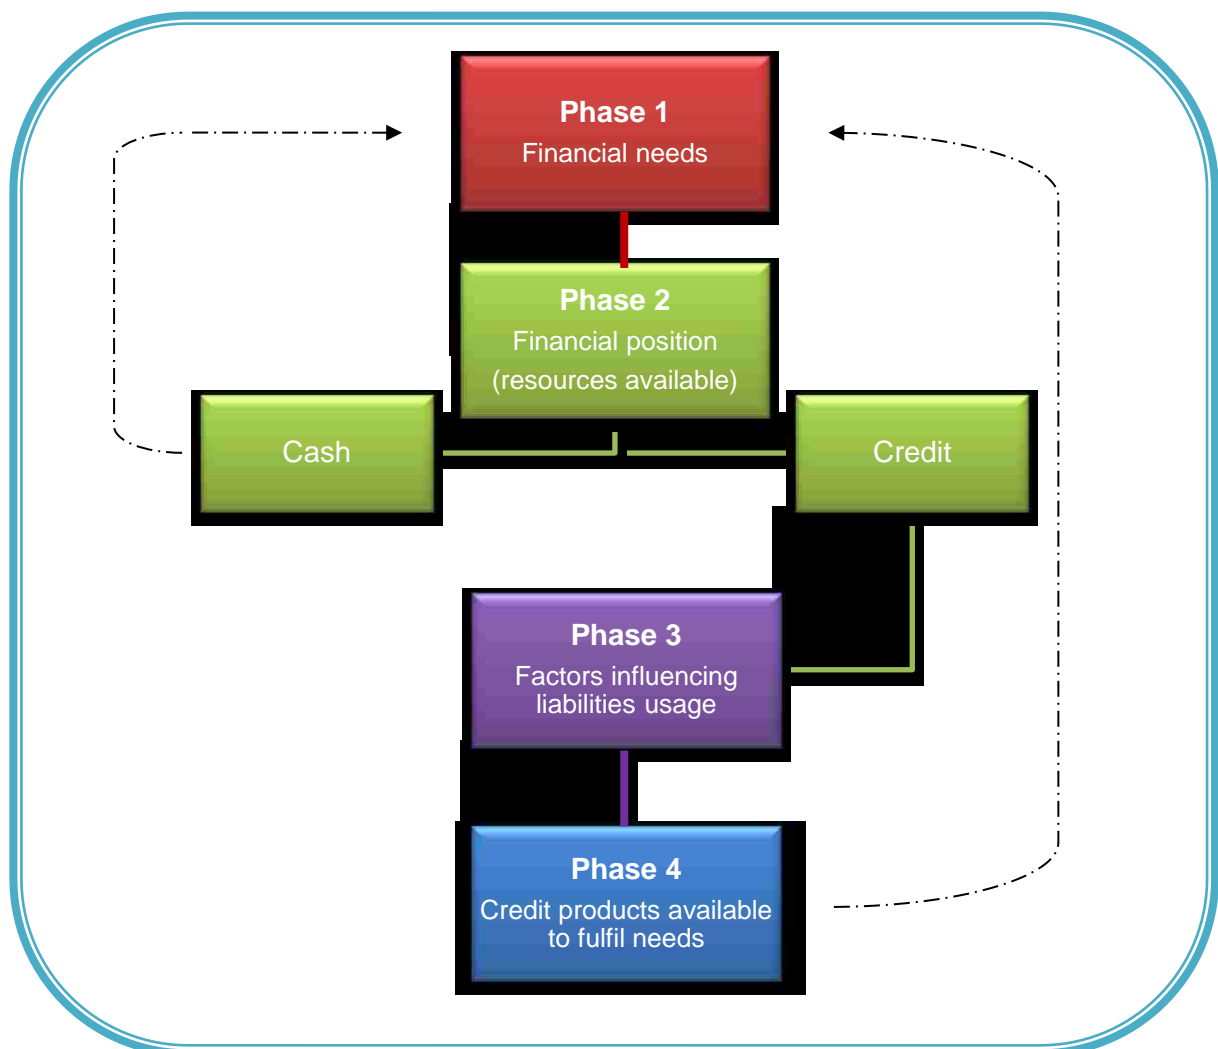 Phase 1
Financial needs
Phase 2
Financial position
(resources available)
Cash
Credit
Phase 3
Factors influencing
liabilities usage
Phase 4
Credit products available
to fulfil needs